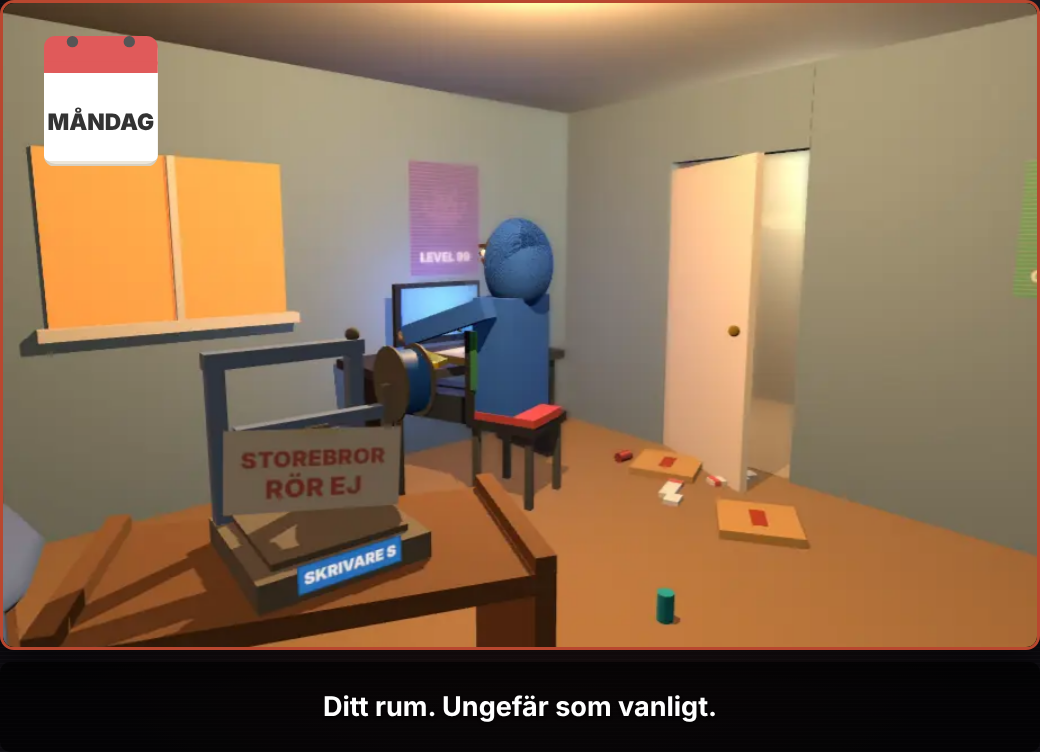 MÅNDAG
LEVEL 99
STOREBROR
RÖR EJ
SKRIVARE S
Ditt rum. Ungefär som vanligt.